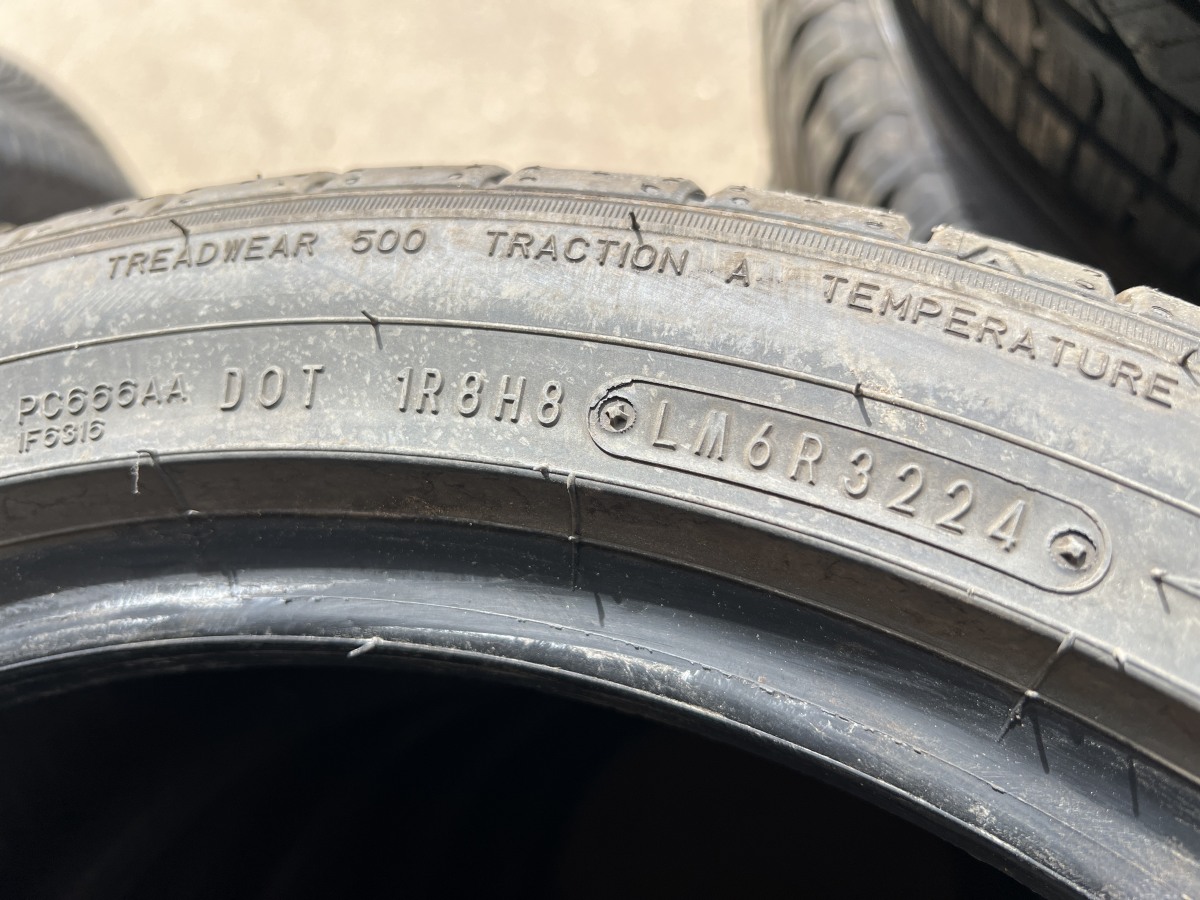 TREADWEAR 500 TRACTION A TEMPERATURE
PC666AA DOT 1R8H8 LM6R3224
IF6316